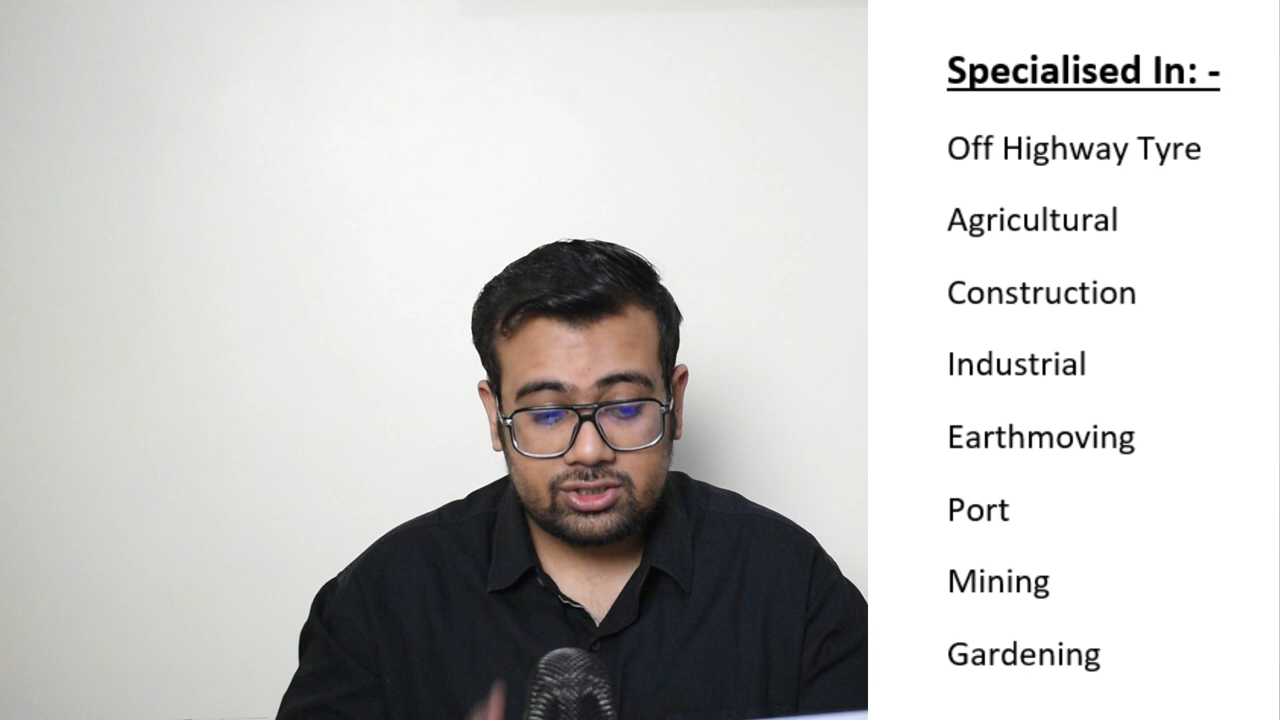 Specialised In: -
Off Highway Tyre
Agricultural
Construction
Industrial
Earthmoving
Port
Mining
Gardening